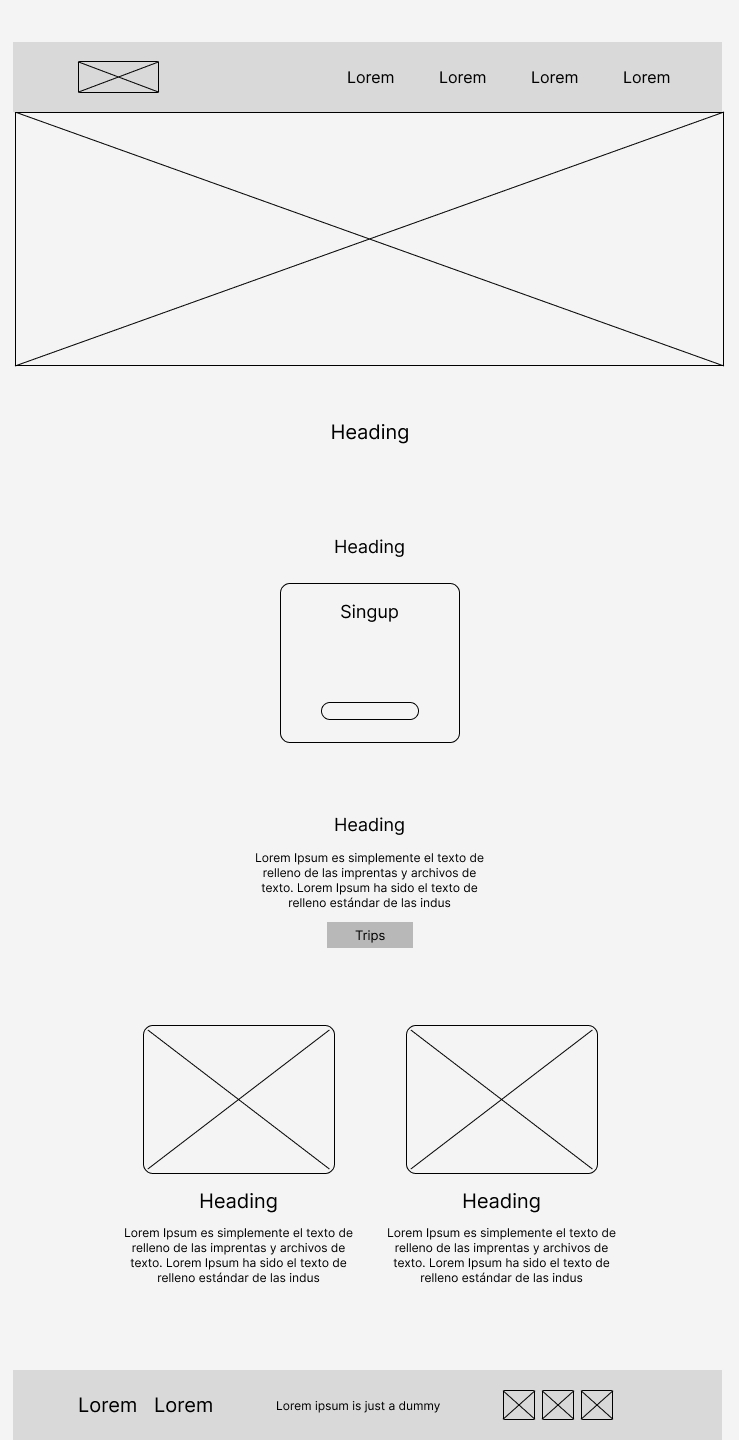 Lorem Lorem Lorem Lorem
Heading
Heading
Singup
Heading
Lorem Ipsum es simplemente el texto de
relleno de las imprentas y archivos de
texto. Lorem Ipsum ha sido el texto de
relleno estándar de las indus
Trips
Heading
Lorem Ipsum es simplemente el texto de
relleno de las imprentas y archivos de
texto. Lorem Ipsum ha sido el texto de
relleno estándar de las indus
Heading
Lorem Ipsum es simplemente el texto de
relleno de las imprentas y archivos de
texto. Lorem Ipsum ha sido el texto de
relleno estándar de las indus
Lorem Lorem Lorem ipsum is just a dummy